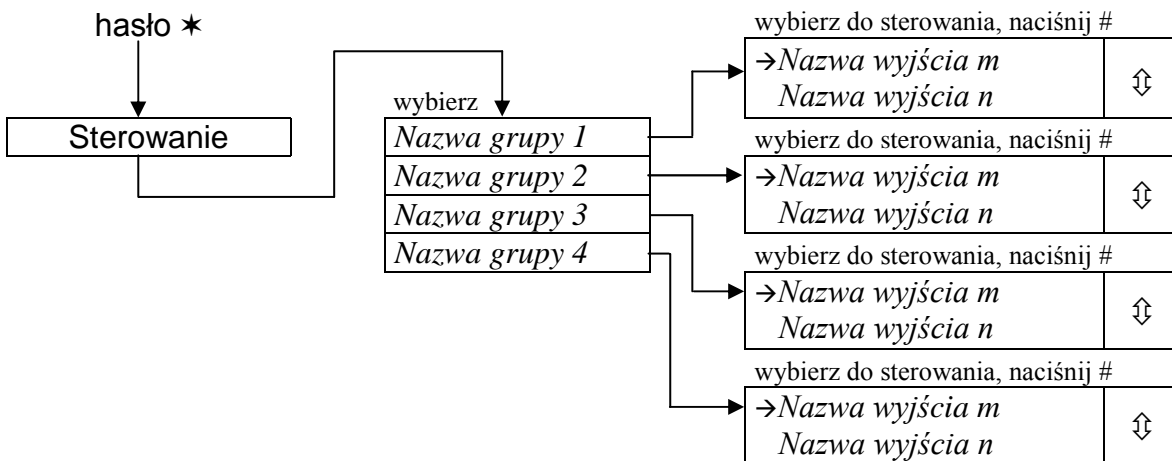 hasło ✶
Sterowanie
wybierz
Nazwa grupy 1
Nazwa grupy 2
Nazwa grupy 3
Nazwa grupy 4
wybierz do sterowania, naciśnij #
→Nazwa wyjścia m
Nazwa wyjścia n
⇳
wybierz do sterowania, naciśnij #
→Nazwa wyjścia m
Nazwa wyjścia n
⇳
wybierz do sterowania, naciśnij #
→Nazwa wyjścia m
Nazwa wyjścia n
⇳
wybierz do sterowania, naciśnij #
→Nazwa wyjścia m
Nazwa wyjścia n
⇳